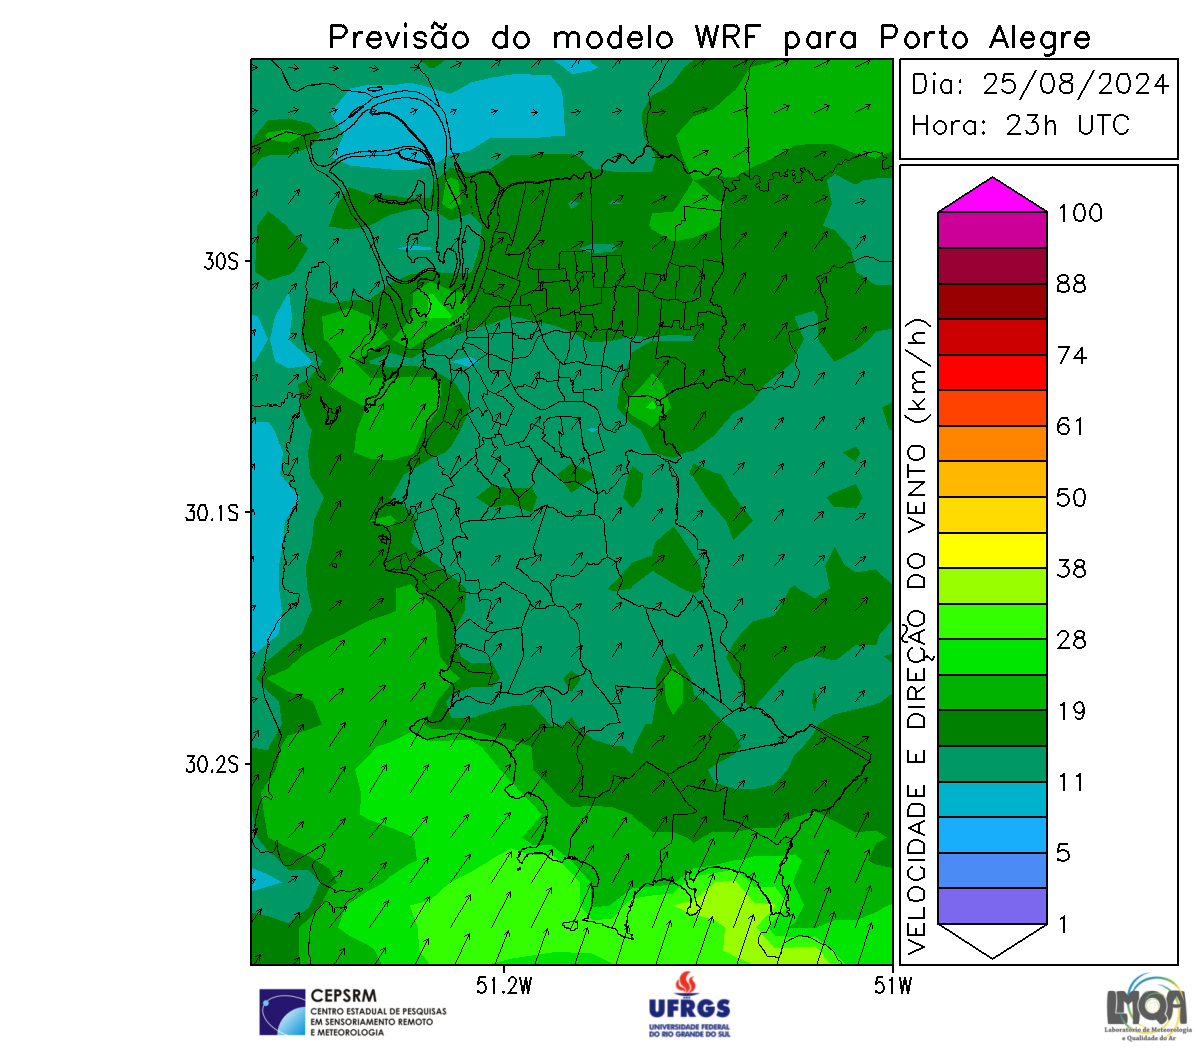 Previsão do modelo WRF para Porto Alegre
Dia: 25/08/2024
Hora: 23h UTC
100
88
74
61
50
38
28
19
11
5
1
VELOCIDADE E DIREÇÃO DO VENTO (km/h)
30S
30.1S
30.2S
51.2W
51W
CEPSRM
CENTRO ESTADUAL DE PESQUISAS
EM SENSORIAMENTO REMOTO
E METEOROLOGIA
UFRGS
UNIVERSIDADE FEDERAL
DO RIO GRANDE DO SUL
LMQA
Laboratório de Meteorologia
e Qualidade do Ar